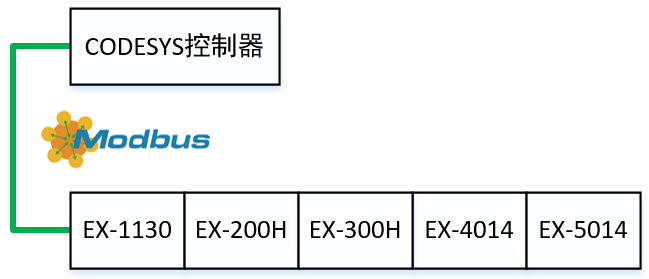 CODESYS控制器
Modbus
EX-1130 EX-200H EX-300H EX-4014 EX-5014